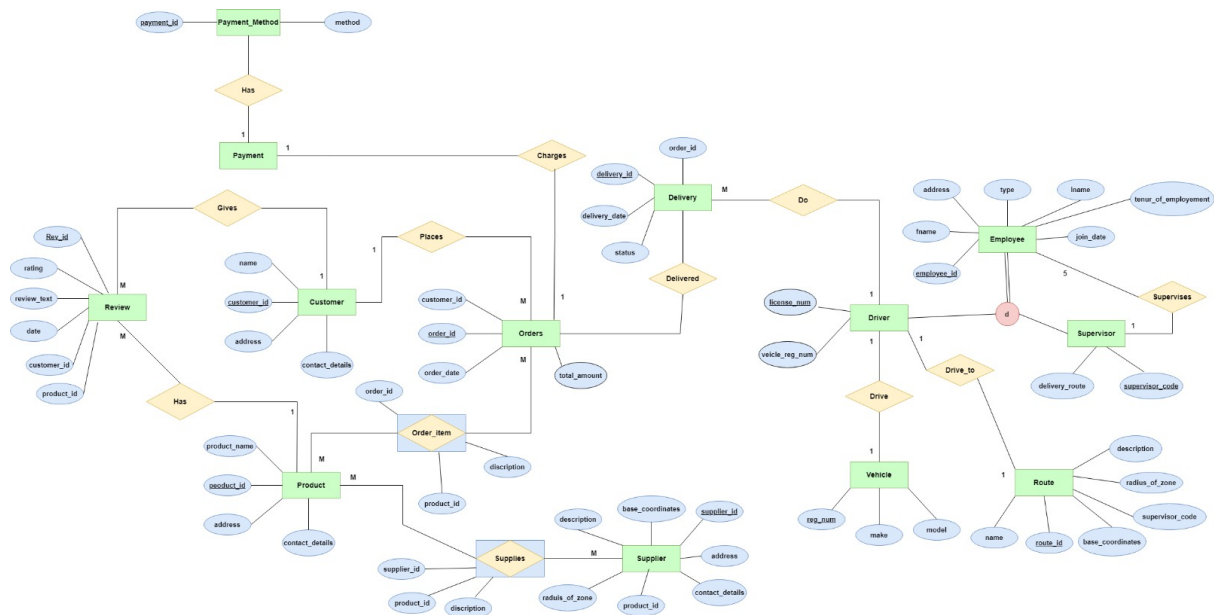 payment_id
Payment_Method
method
Has
1
Payment
1
Charges
order_id
delivery_id
Delivery
M
Do
delivery_date
status
address
type
lname
tenur_of_employement
fname
Employee
join_date
employee_id
5
Supervises
Gives
Rev_id
rating
review_text
Review
M
M
date
customer_id
product_id
name
1
customer_id
Customer
1
Places
address
contact_details
Delivered
customer_id
M
1
order_id
Orders
order_date
M
total_amount
license_num
1
Driver
d
1
1
veicle_reg_num
Supervisor
1
delivery_route
supervisor_code
Drive_to
Drive
Has
1
order_id
Order_item
discription
product_id
product_name
M
M
peoduct_id
Product
address
contact_details
1
Vehicle
reg_num
make
model
1
Route
description
radius_of_zone
supervisor_code
base_coordinates
route_id
name
description
base_coordinates
supplier_id
supplier_id
Supplies
M
Supplier
address
product_id
discription
raduis_of_zone
product_id
contact_details